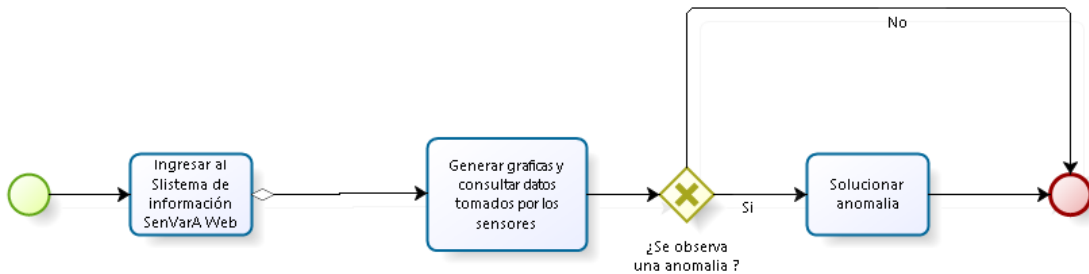 No
Ingresar al
Slistema de
información
SenVarA Web
Generar graficas y
consultar datos
tomados por los
sensores
Si
Solucionar
anomalia
¿Se observa
una anomalia ?